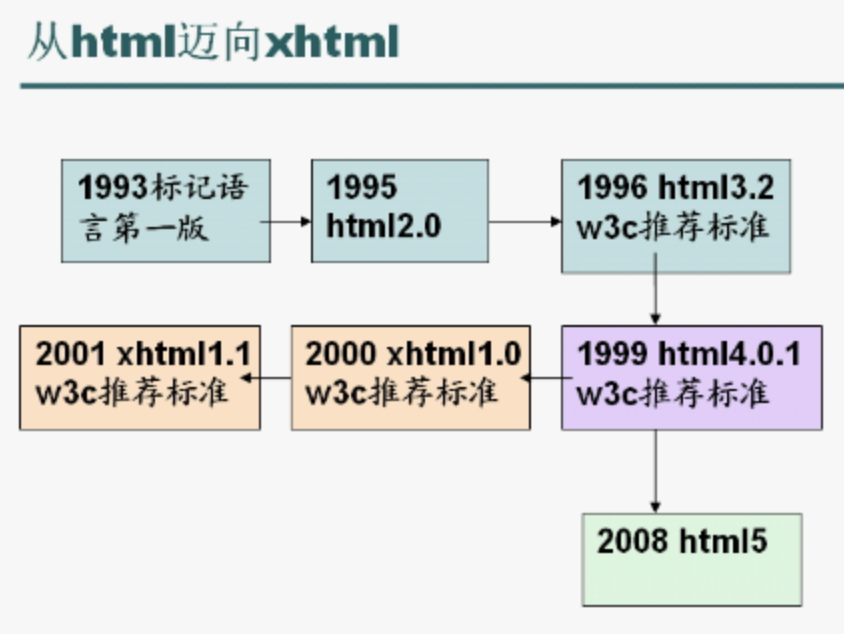 从html迈向xhtml
1993标记语
言第一版
1995
html2.0
1996 html3.2
w3c推荐标准
2001 xhtml1.1
w3c推荐标准
2000 xhtml1.0
w3c推荐标准
1999 html4.0.1
w3c推荐标准
2008 html5